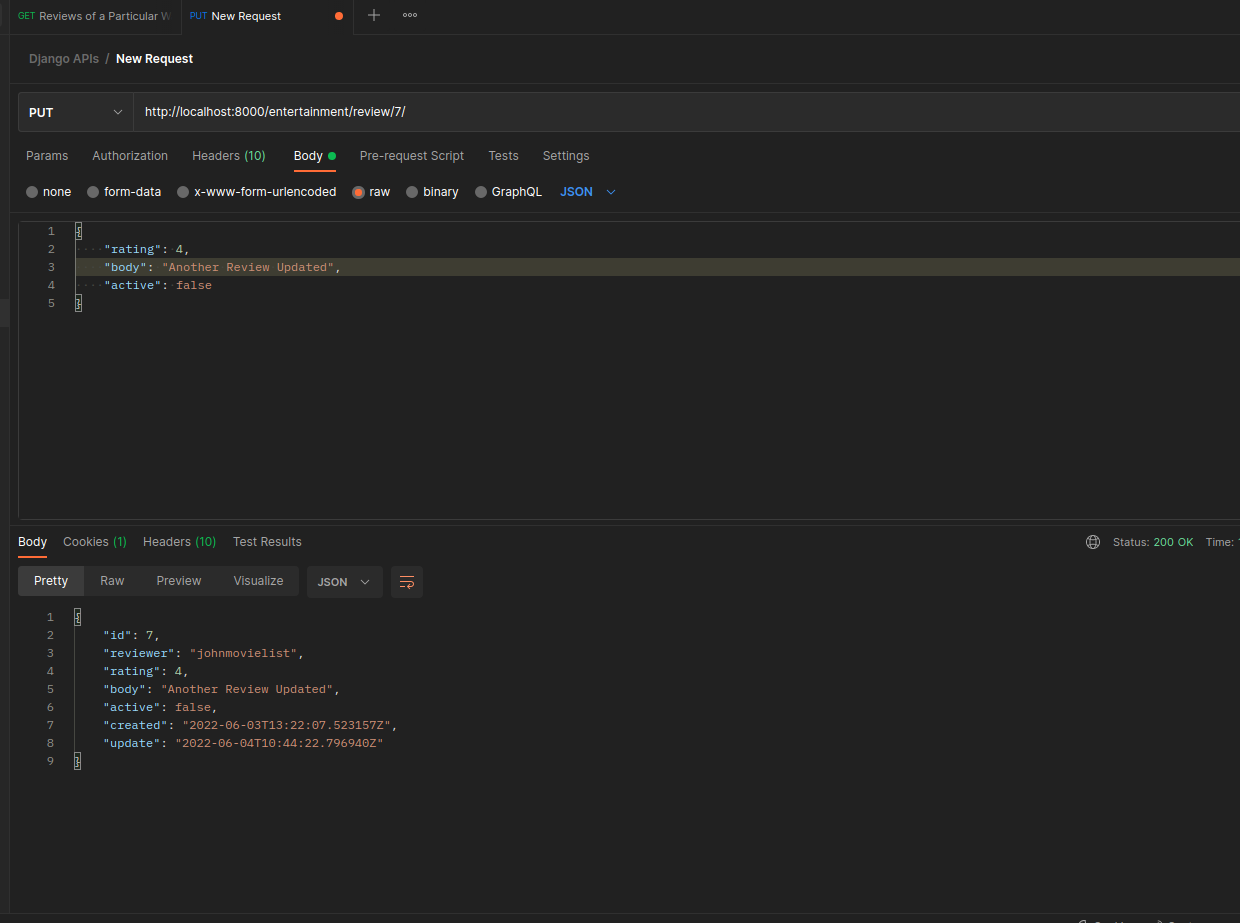 GET Reviews of a Particular W
PUT New Request
Django APIs / New Request
PUT http://localhost:8000/entertainment/review/7/
Params Authorization Headers (10) Body Pre-request Script Tests Settings
none form-data x-www-form-urlencoded raw binary GraphQL JSON
1 {
2 "rating": 4,
3 "body": "Another Review Updated",
4 "active": false
5 }
Body Cookies (1) Headers (10) Test Results Status: 200 OK Time:
Pretty Raw Preview Visualize JSON
1 {
2 "id": 7,
3 "reviewer": "johnmovielist",
4 "rating": 4,
5 "body": "Another Review Updated",
6 "active": false,
7 "created": "2022-06-03T13:22:07.523157Z",
8 "update": "2022-06-04T10:44:22.796940Z"
9 }